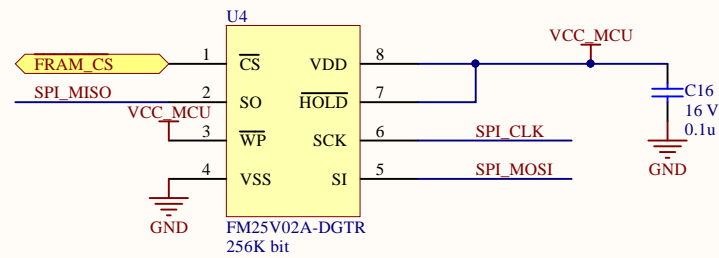 U4
VCC_MCU
FRAM_CS
1
CS
VDD
8
SPI_MISO
2
SO
HOLD
7
C16
16 V
0.1u
VCC_MCU
3
WP
SCK
6
SPI_CLK
4
VSS
SI
5
SPI_MOSI
GND
GND
FM25V02A-DGTR
256K bit